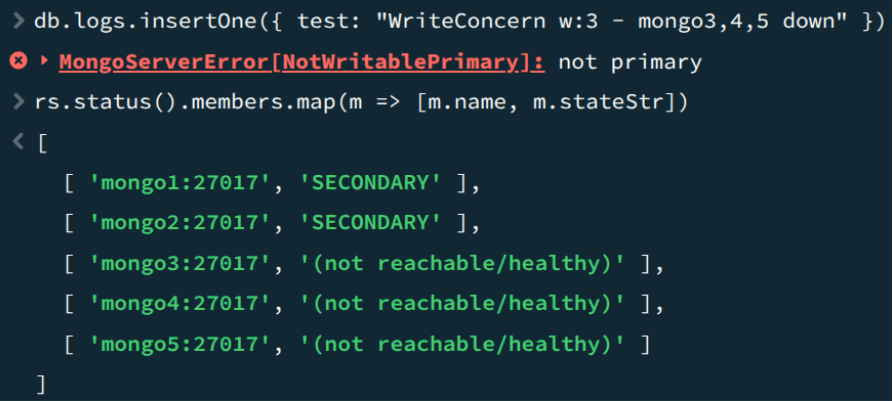 > db.logs.insertOne({ test: "WriteConcern w:3 - mongo3,4,5 down" })
MongoServerError[NotWritablePrimary]: not primary
> rs.status().members.map(m => [m.name, m.stateStr])
< [
[ 'mongo1:27017', 'SECONDARY' ],
[ 'mongo2:27017', 'SECONDARY' ],
[ 'mongo3:27017', '(not reachable/healthy)' ],
[ 'mongo4:27017', '(not reachable/healthy)' ],
[ 'mongo5:27017', '(not reachable/healthy)' ]
]